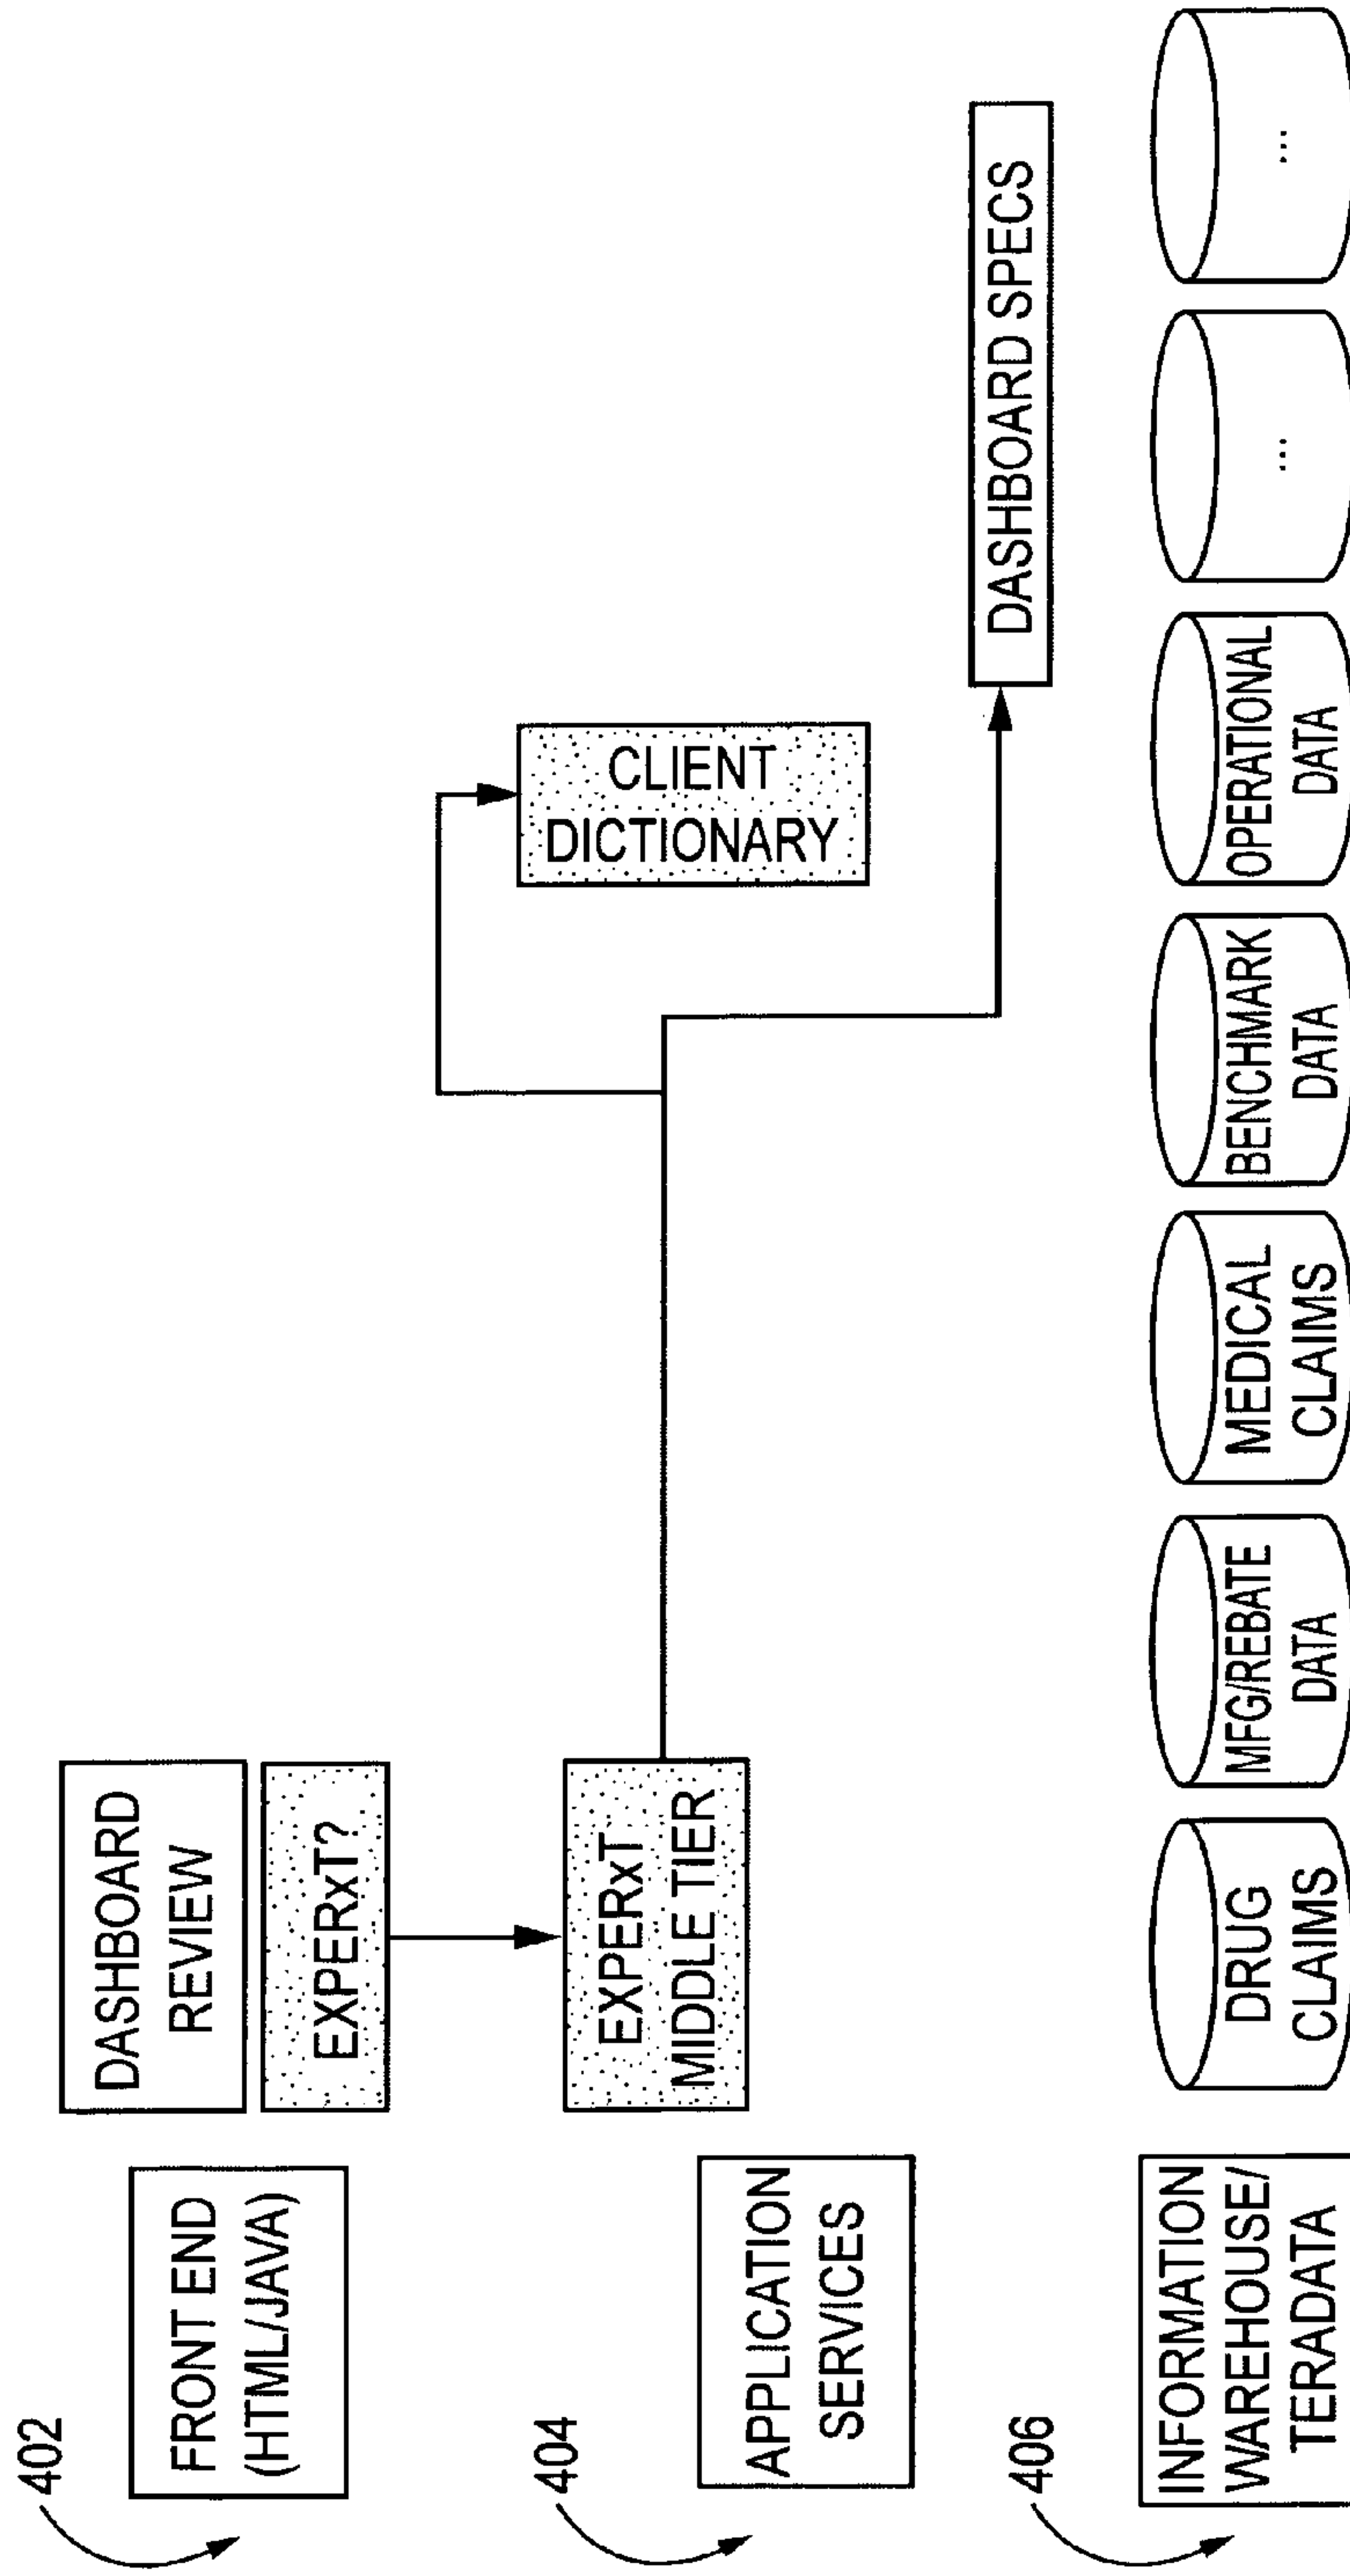 402
FRONT END
(HTML/JAVA)
DASHBOARD
REVIEW
EXPERxT?
404
APPLICATION
SERVICES
EXPERxT
MIDDLE TIER
CLIENT
DICTIONARY
DASHBOARD SPECS
406
INFORMATION
WAREHOUSE/
TERADATA
DRUG
CLAIMS
MFG/REBATE
DATA
MEDICAL
CLAIMS
BENCHMARK
DATA
OPERATIONAL
DATA
...
...